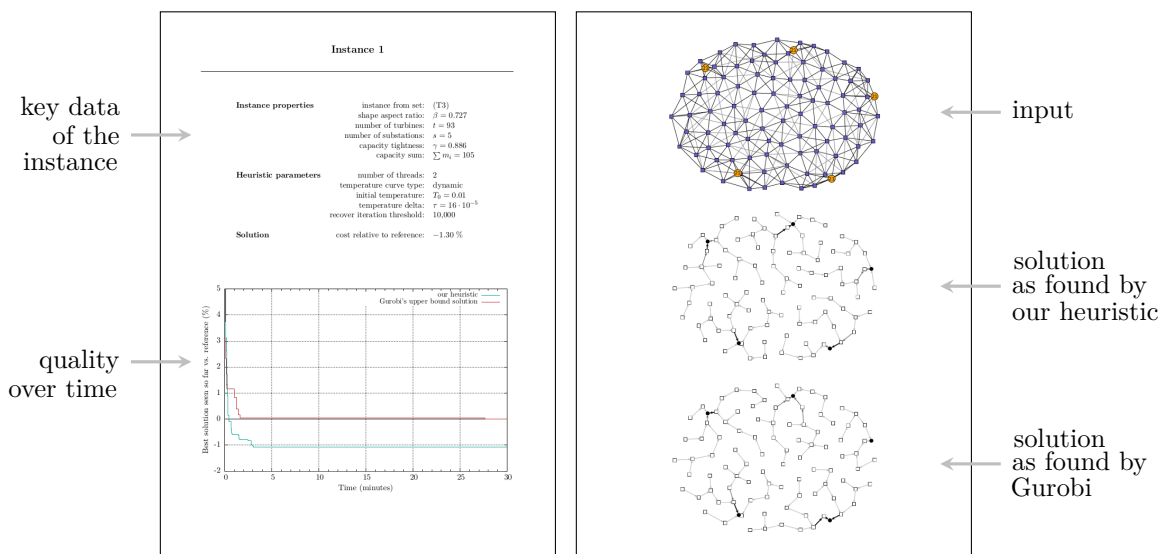 key data
of the
instance
quality
over time
Instance 1
Instance properties instance from set: (T3)
shape aspect ratio: β = 0.727
number of turbines: t = 93
number of substations: s = 5
capacity tightness: γ = 0.886
capacity sum: ∑ mᵢ = 105
Heuristic parameters number of threads: 2
temperature curve type: dynamic
initial temperature: T₀ = 0.01
temperature delta: τ = 16 · 10⁻⁵
recover iteration threshold: 10,000
Solution cost relative to reference: −1.30 %
our heuristic
Gurobi's upper bound solution
Best solution seen so far vs. reference (%)
5
4
3
2
1
0
-1
-2
0 5 10 15 20 25 30
Time (minutes)
input
solution
as found by
our heuristic
solution
as found by
Gurobi